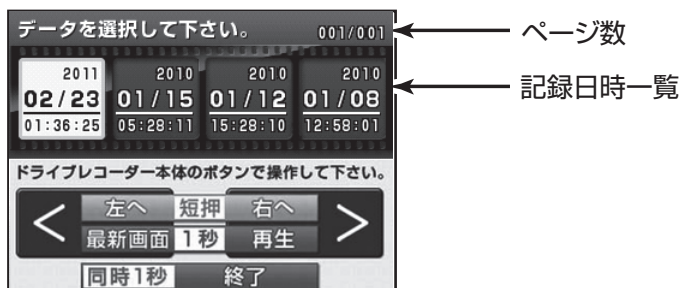 データを選択して下さい。 001/001 ページ数
2011 2010 2010 2010
02/23 01/15 01/12 01/08 記録日時一覧
01:36:25 05:28:11 15:28:10 12:58:01
ドライブレコーダー本体のボタンで操作して下さい。
< 左へ 短押 右へ >
最新画面 1秒 再生
同時1秒 終了